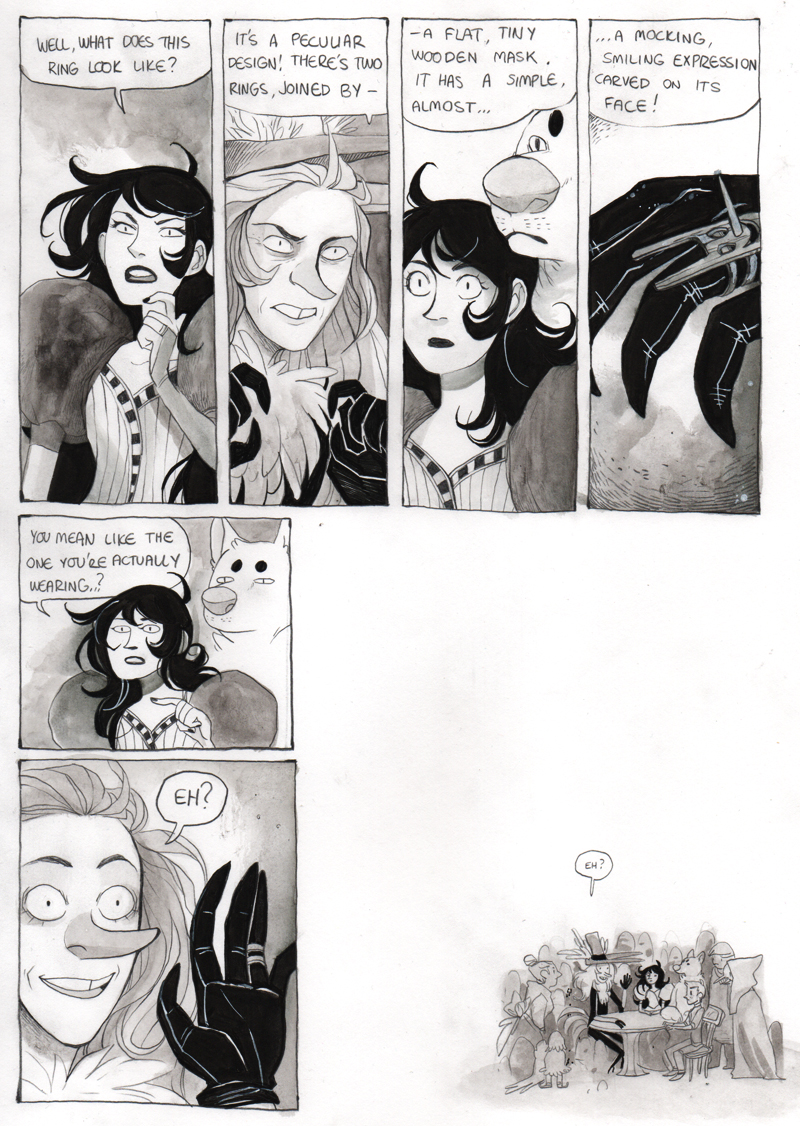 WELL, WHAT DOES THIS
RING LOOK LIKE?
IT'S A PECULIAR
DESIGN! THERE'S TWO
RINGS, JOINED BY –
–A FLAT, TINY
WOODEN MASK.
IT HAS A SIMPLE,
ALMOST...
...A MOCKING,
SMILING EXPRESSION
CARVED ON ITS
FACE!
YOU MEAN LIKE THE
ONE YOU'RE ACTUALLY
WEARING..?
EH?
EH?